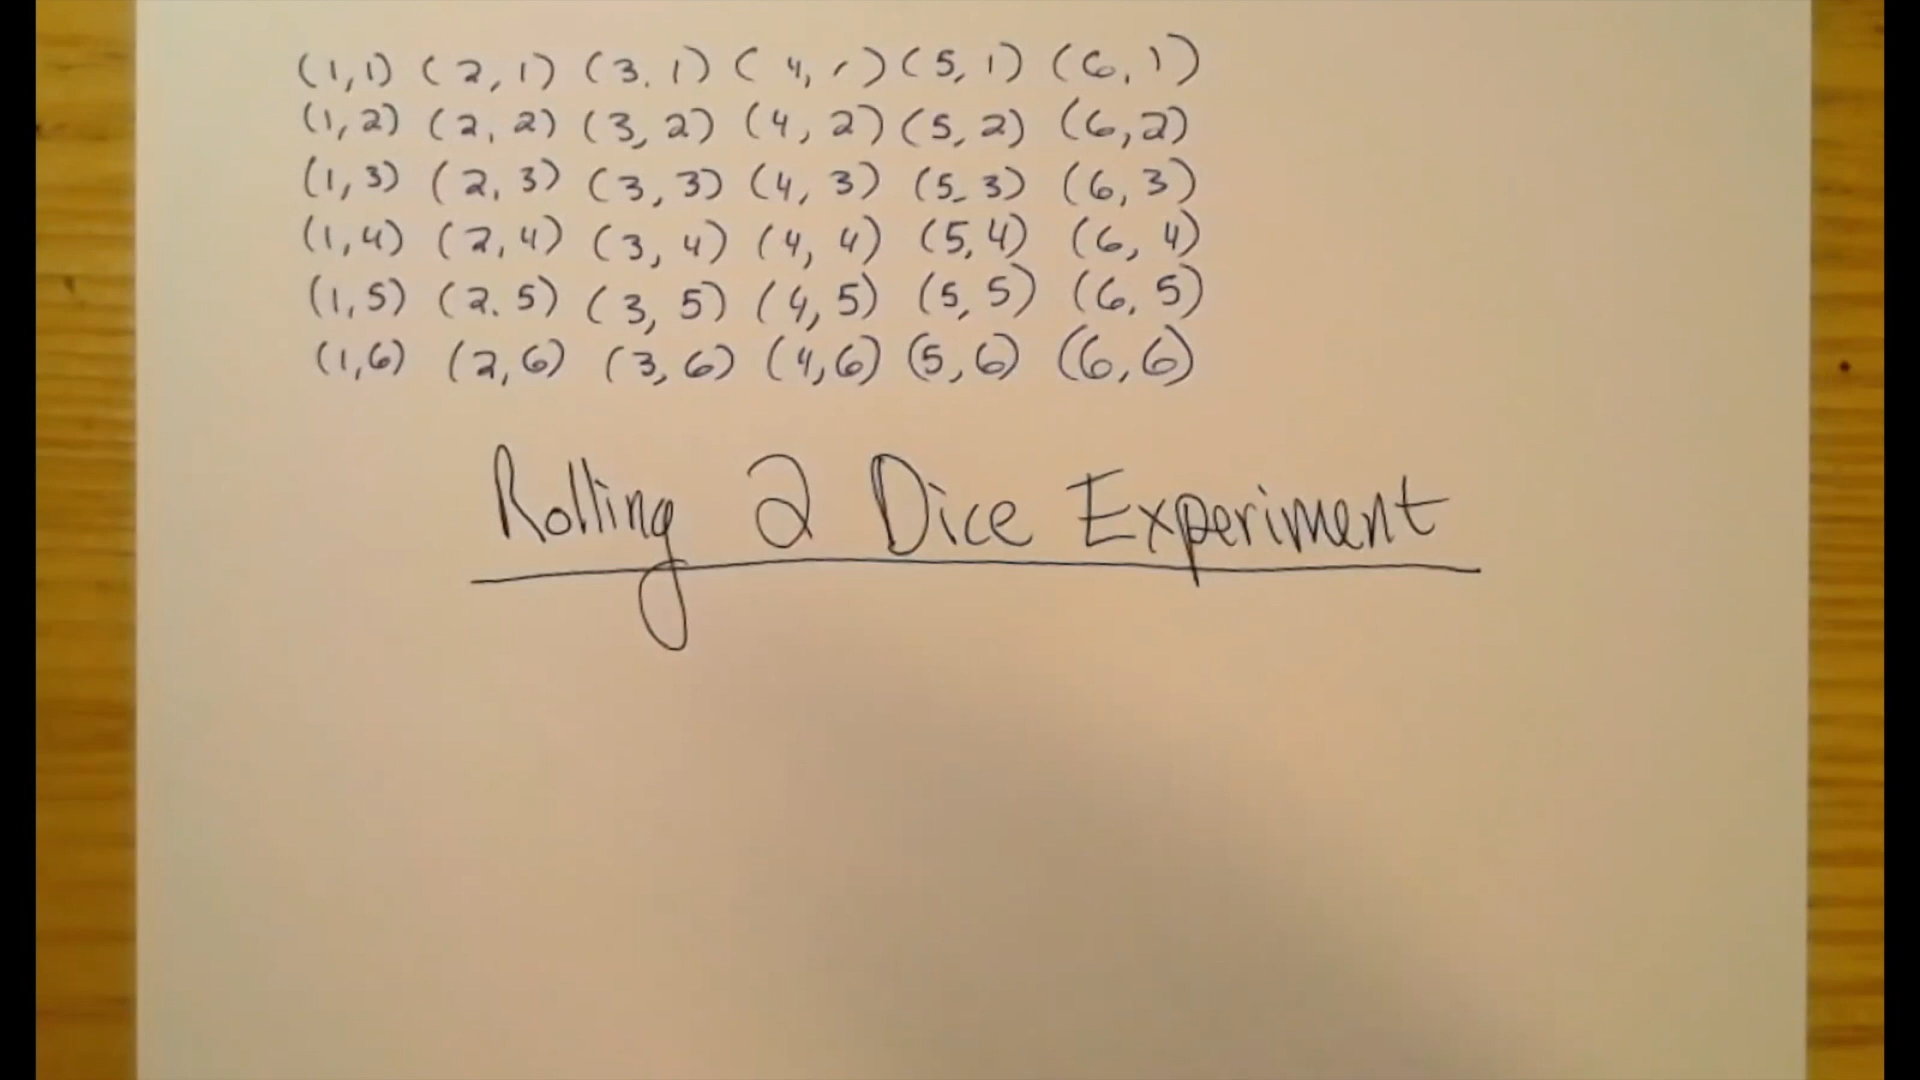 (1,1) (2,1) (3.1) (4,1) (5,1) (6,1)
(1,2) (2,2) (3,2) (4,2) (5,2) (6,2)
(1,3) (2,3) (3,3) (4,3) (5,3) (6,3)
(1,4) (2,4) (3,4) (4,4) (5,4) (6,4)
(1,5) (2.5) (3,5) (4,5) (5,5) (6,5)
(1,6) (2,6) (3,6) (4,6) (5,6) (6,6)
Rolling 2 Dice Experiment